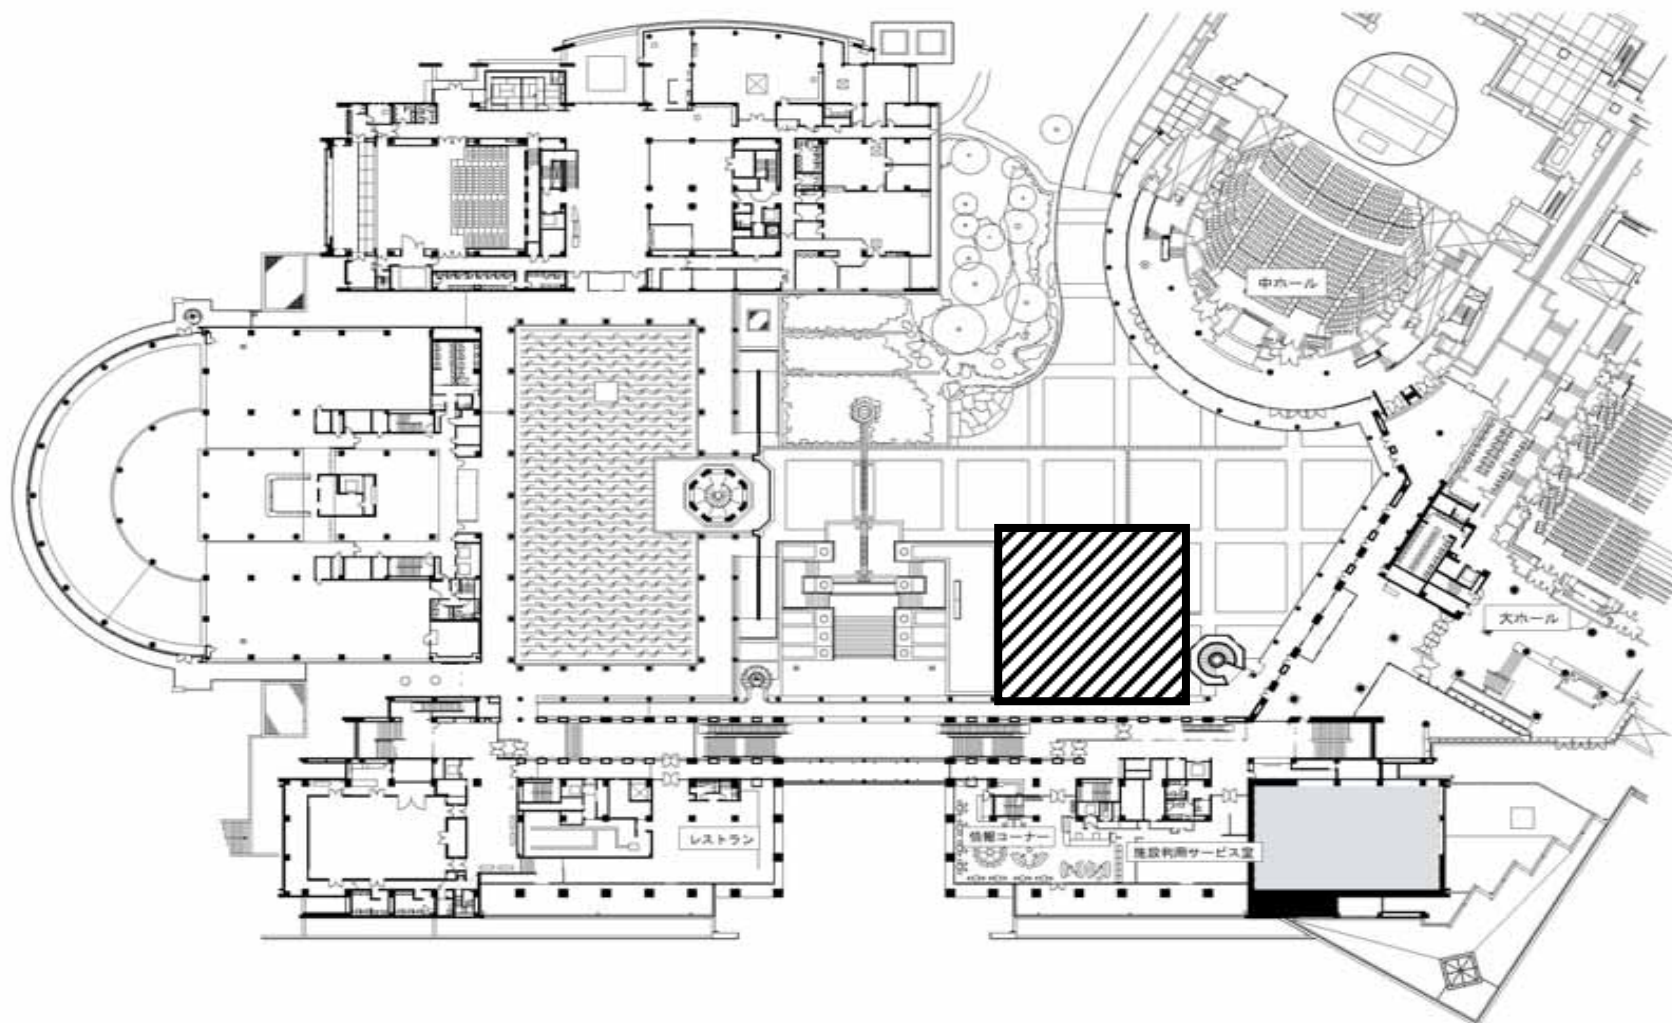 中ホール
大ホール
レストラン
情報コーナー
施設利用サービス室